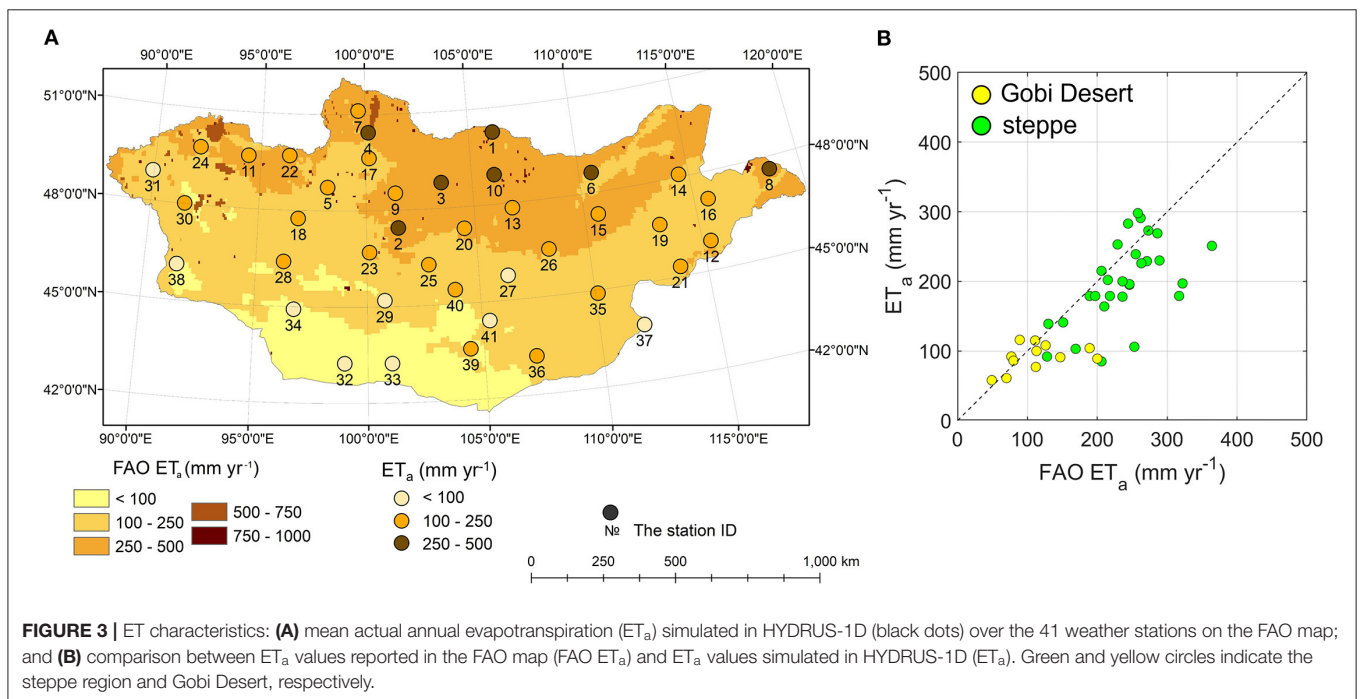 A
90°0'0"E 95°0'0"E 100°0'0"E 105°0'0"E 110°0'0"E 115°0'0"E 120°0'0"E
51°0'0"N
48°0'0"N
45°0'0"N
42°0'0"N
48°0'0"N
45°0'0"N
42°0'0"N
90°0'0"E 95°0'0"E 100°0'0"E 105°0'0"E 110°0'0"E 115°0'0"E
7
4
1
24
11
22
17
31
5
3
10
6
14
8
30
9
16
18
2
20
13
15
19
12
38
28
23
25
26
21
27
34
29
40
35
41
37
32
33
39
36
FAO ETa (mm yr-1)
< 100
100 - 250
250 - 500
500 - 750
750 - 1000
ETa (mm yr-1)
< 100
100 - 250
250 - 500
№ The station ID
0 250 500 1,000 km
B
Gobi Desert
steppe
500
400
300
200
100
0
ETa (mm yr-1)
0 100 200 300 400 500
FAO ETa (mm yr-1)
FIGURE 3 | ET characteristics: (A) mean actual annual evapotranspiration (ETa) simulated in HYDRUS-1D (black dots) over the 41 weather stations on the FAO map;
and (B) comparison between ETa values reported in the FAO map (FAO ETa) and ETa values simulated in HYDRUS-1D (ETa). Green and yellow circles indicate the
steppe region and Gobi Desert, respectively.